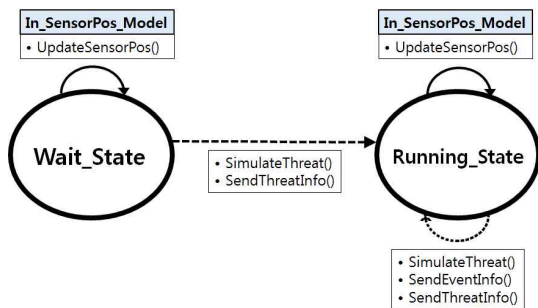 In_SensorPos_Model
• UpdateSensorPos()
In_SensorPos_Model
• UpdateSensorPos()
Wait_State
• SimulateThreat()
• SendThreatInfo()
Running_State
• SimulateThreat()
• SendEventInfo()
• SendThreatInfo()